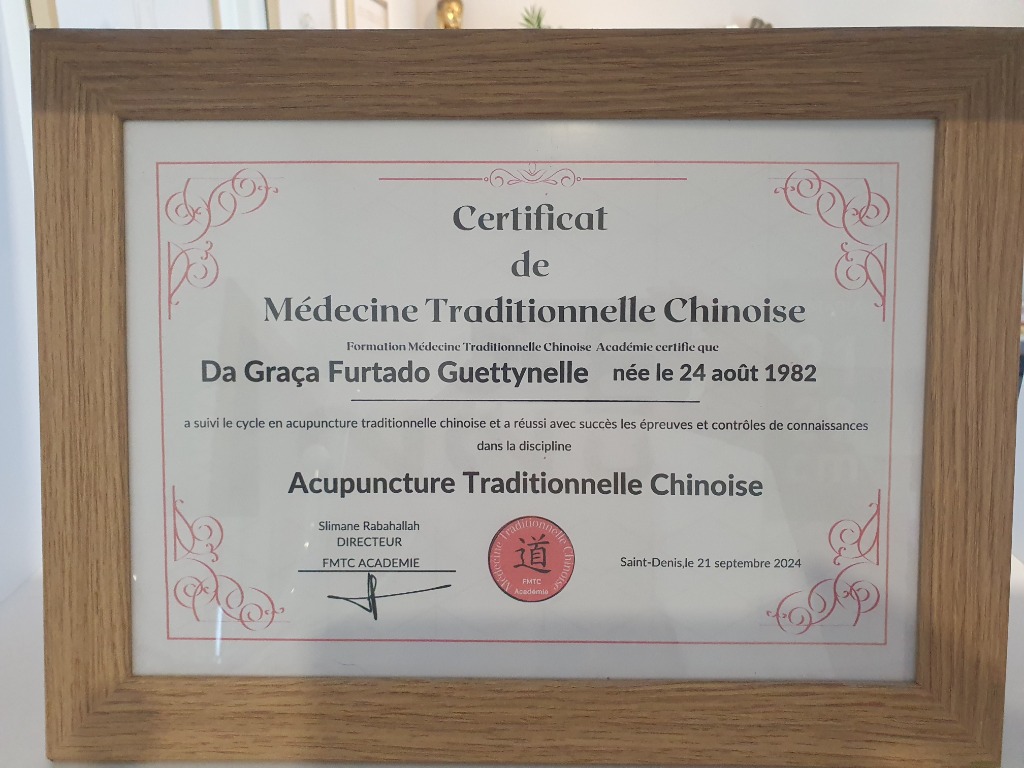 Certificat
de
Médecine Traditionnelle Chinoise
Formation Médecine Traditionnelle Chinoise Académie certifie que
Da Graça Furtado Guettynelle née le 24 août 1982
a suivi le cycle en acupuncture traditionnelle chinoise et a réussi avec succès les épreuves et contrôles de connaissances
dans la discipline
Acupuncture Traditionnelle Chinoise
Slimane Rabahallah
DIRECTEUR
FMTC ACADEMIE
Médecine Traditionnelle Chinoise
道
FMTC
Académie
Saint-Denis,le 21 septembre 2024